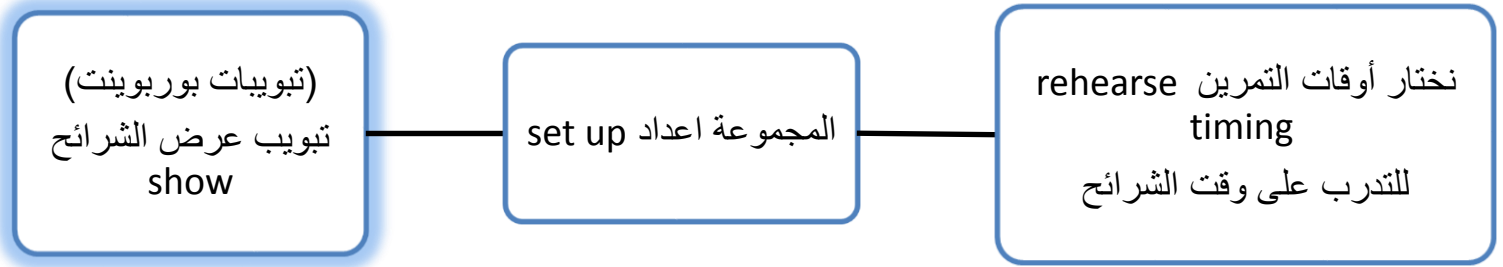 (تبويبات بوربوينت)
تبويب عرض الشرائح
show
المجموعة اعداد set up
نختار أوقات التمرين rehearse
timing
للتدرب على وقت الشرائح